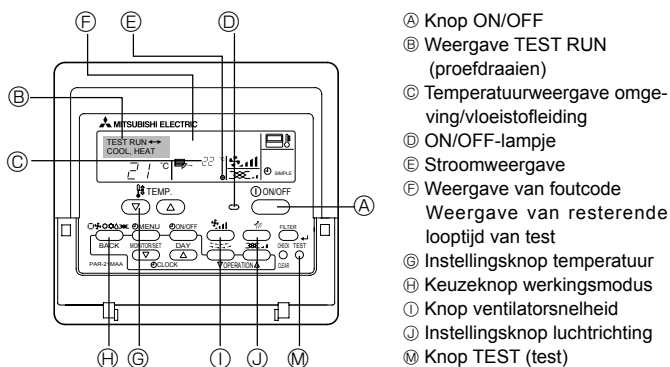 Ⓕ
Ⓔ
Ⓓ
Ⓑ
Ⓒ
Ⓐ
MITSUBISHI ELECTRIC
TEST RUN
COOL, HEAT
21 °C
22 °C
SIMPLE
TEMP.
ON/OFF
MENU
ON/OFF
FILTER
BACK
MONITOR/SET
DAY
CHECK
TEST
PAR-21MAA
CLOCK
OPERATION
CLEAR
Ⓗ
Ⓖ
Ⓘ
Ⓙ
Ⓜ
Ⓐ Knop ON/OFF
Ⓑ Weergave TEST RUN
(proefdraaien)
Ⓒ Temperatuurweergave omge-
ving/vloeistofleiding
Ⓓ ON/OFF-lampje
Ⓔ Stroomweergave
Ⓕ Weergave van foutcode
Weergave van resterende
looptijd van test
Ⓖ Instellingsknop temperatuur
Ⓗ Keuzeknop werkingsmodus
Ⓘ Knop ventilatorsnelheid
Ⓙ Instellingsknop luchtrichting
Ⓜ Knop TEST (test)